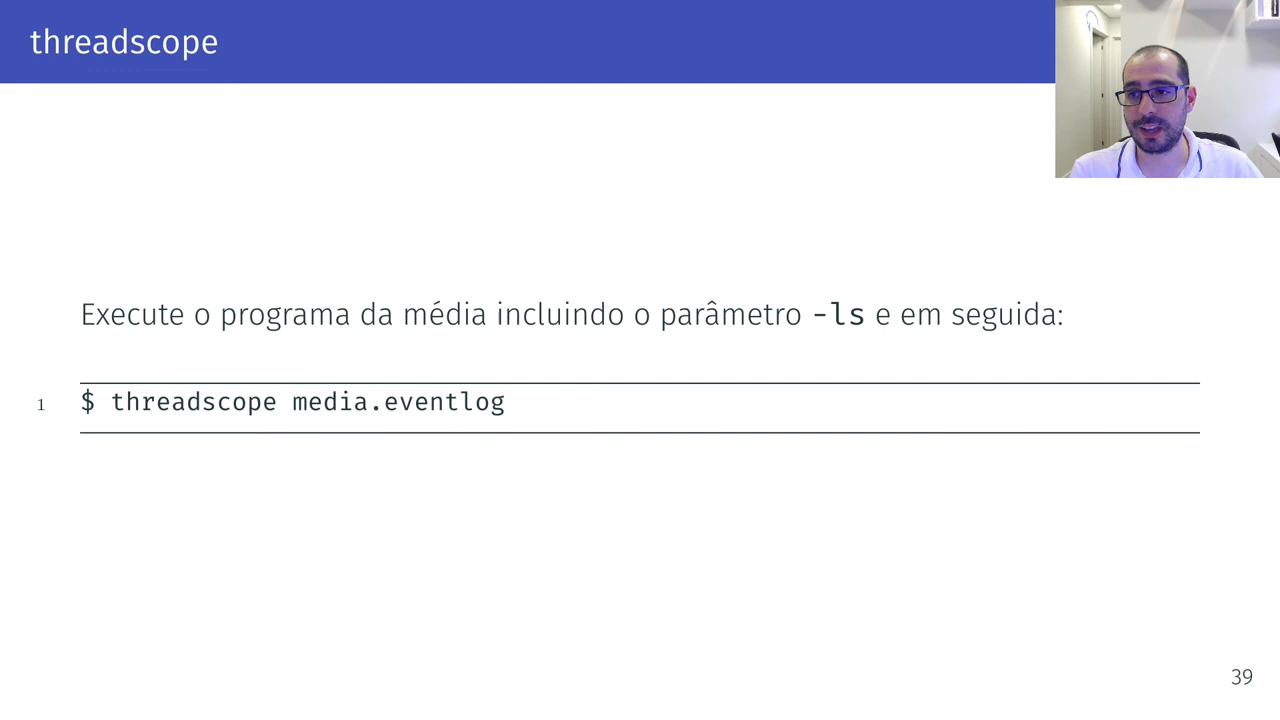 threadscope
Execute o programa da média incluindo o parâmetro -ls e em seguida:
1 $ threadscope media.eventlog
39